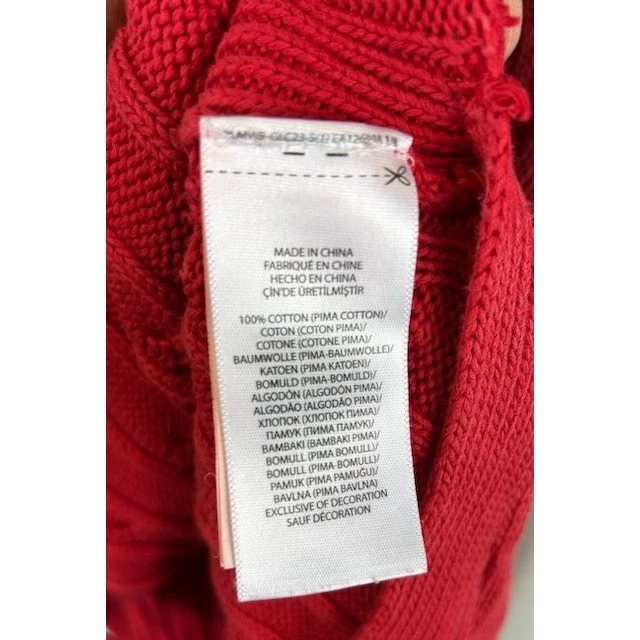 MADE IN CHINA
FABRIQUÉ EN CHINE
HECHO EN CHINA
ÇİN'DE ÜRETİLMİŞTİR
100% COTTON (PIMA COTTON)/
COTON (COTON PIMA)/
COTONE (COTONE PIMA)/
BAUMWOLLE (PIMA-BAUMWOLLE)/
KATOEN (PIMA KATOEN)/
BOMULD (PIMA-BOMULD)/
ALGODÓN (ALGODÓN PIMA)/
ALGODÃO (ALGODÃO PIMA)/
ХЛОПОК (ХЛОПОК ПИМА)/
ПАМУК (ПИМА ПАМУК)/
BAMBAKI (BAMBAKI PIMA)/
BOMULL (PIMA BOMULL)/
BOMULL (PIMA-BOMULL)/
PAMUK (PIMA PAMUĞU)/
BAVLNA (PIMA BAVLNA)
EXCLUSIVE OF DECORATION
SAUF DÉCORATION